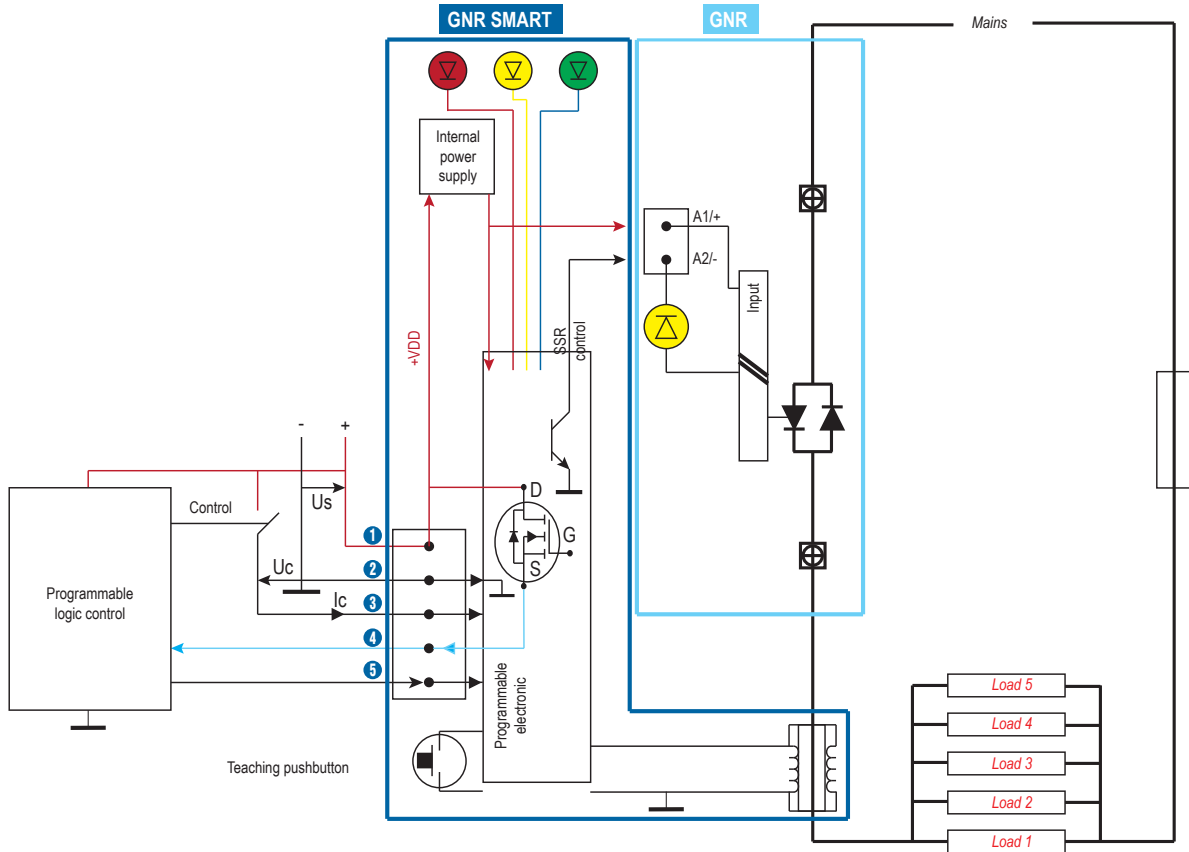 GNR SMART
GNR
Mains
Internal
power
supply
A1/+
A2/-
Input
SSR
control
+VDD
-
+
Us
Control
D
G
S
1
Uc
2
Ic
3
4
5
Programmable
logic control
Programmable
electronic
Teaching pushbutton
Load 5
Load 4
Load 3
Load 2
Load 1